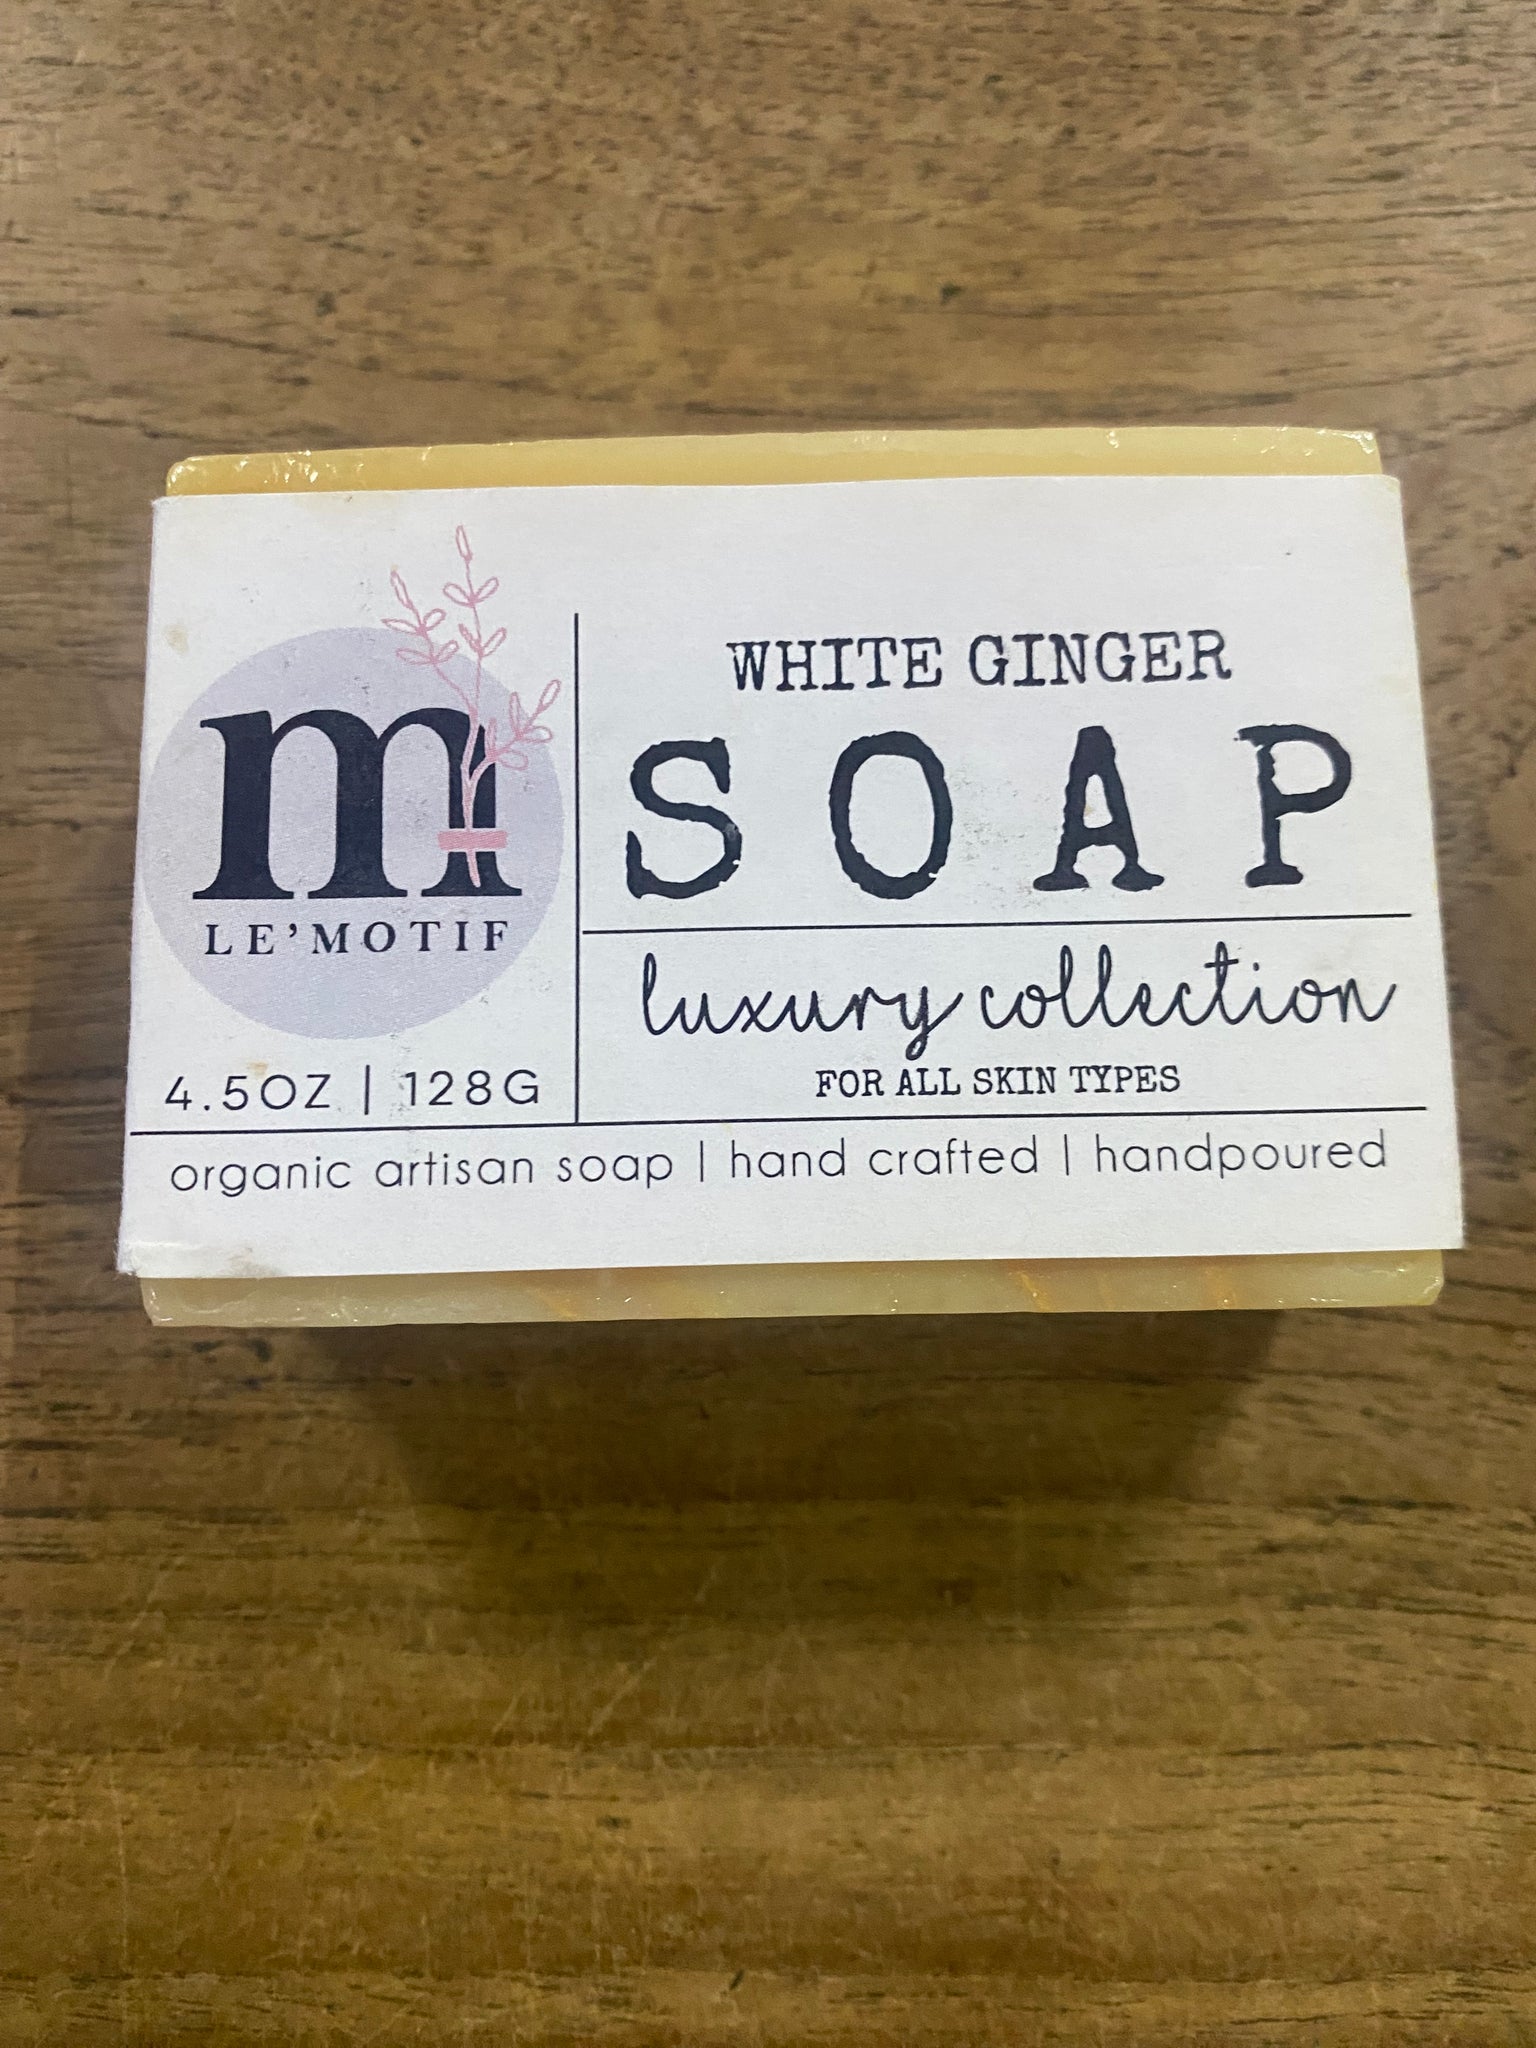 m
LE'MOTIF
4.5OZ | 128G
WHITE GINGER
SOAP
luxury collection
FOR ALL SKIN TYPES
organic artisan soap | hand crafted | handpoured